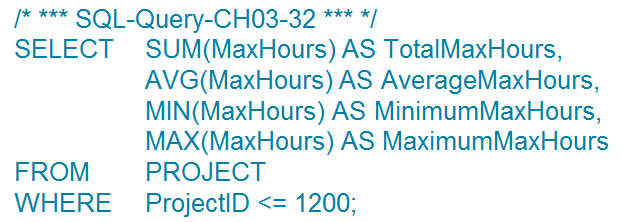 /* *** SQL-Query-CH03-32 *** */
SELECT SUM(MaxHours) AS TotalMaxHours,
AVG(MaxHours) AS AverageMaxHours,
MIN(MaxHours) AS MinimumMaxHours,
MAX(MaxHours) AS MaximumMaxHours
FROM PROJECT
WHERE ProjectID <= 1200;